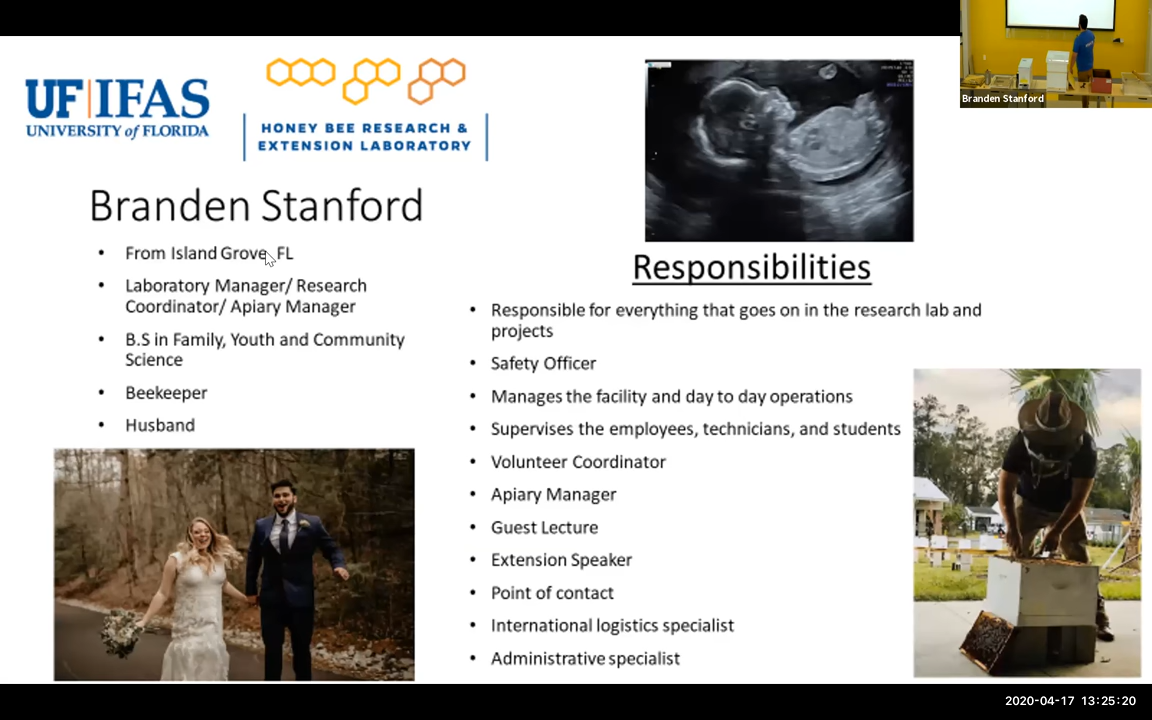 Branden Stanford
UF|IFAS
UNIVERSITY of FLORIDA
HONEY BEE RESEARCH &
EXTENSION LABORATORY
Branden Stanford
• From Island Grove, FL
• Laboratory Manager/ Research
Coordinator/ Apiary Manager
• B.S in Family, Youth and Community
Science
• Beekeeper
• Husband
Responsibilities
• Responsible for everything that goes on in the research lab and
projects
• Safety Officer
• Manages the facility and day to day operations
• Supervises the employees, technicians, and students
• Volunteer Coordinator
• Apiary Manager
• Guest Lecture
• Extension Speaker
• Point of contact
• International logistics specialist
• Administrative specialist
2020-04-17 13:25:20